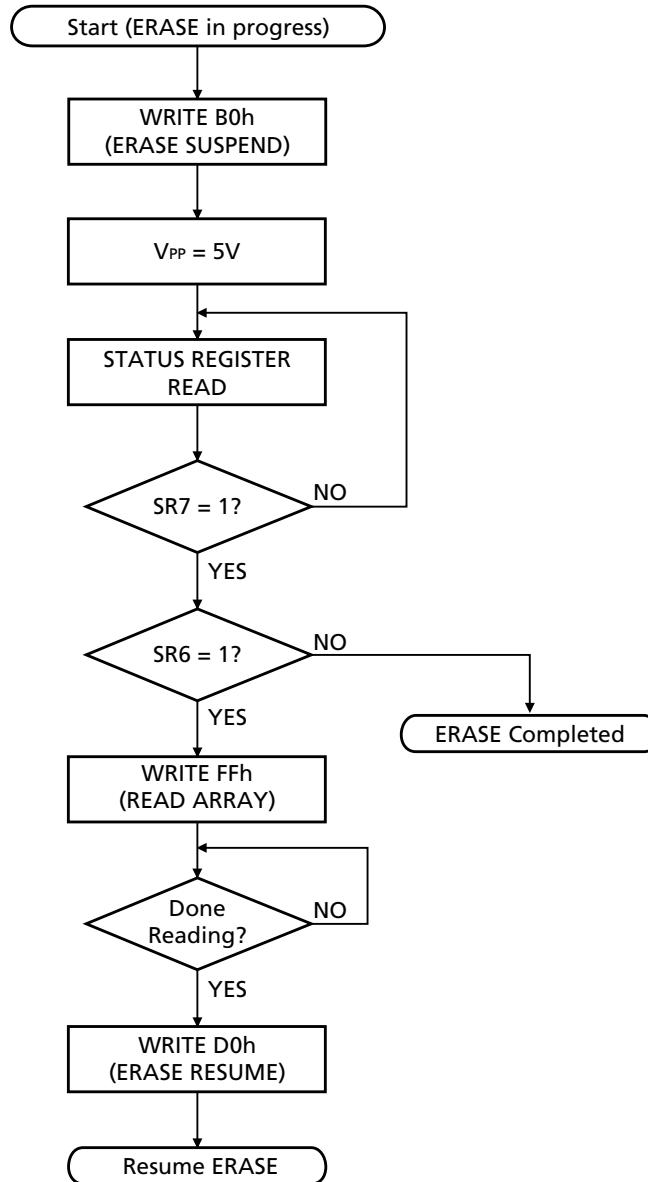 Start (ERASE in progress)
WRITE B0h
(ERASE SUSPEND)
VPP = 5V
STATUS REGISTER
READ
SR7 = 1?
NO
YES
SR6 = 1?
NO
YES
ERASE Completed
WRITE FFh
(READ ARRAY)
Done
Reading?
NO
YES
WRITE D0h
(ERASE RESUME)
Resume ERASE